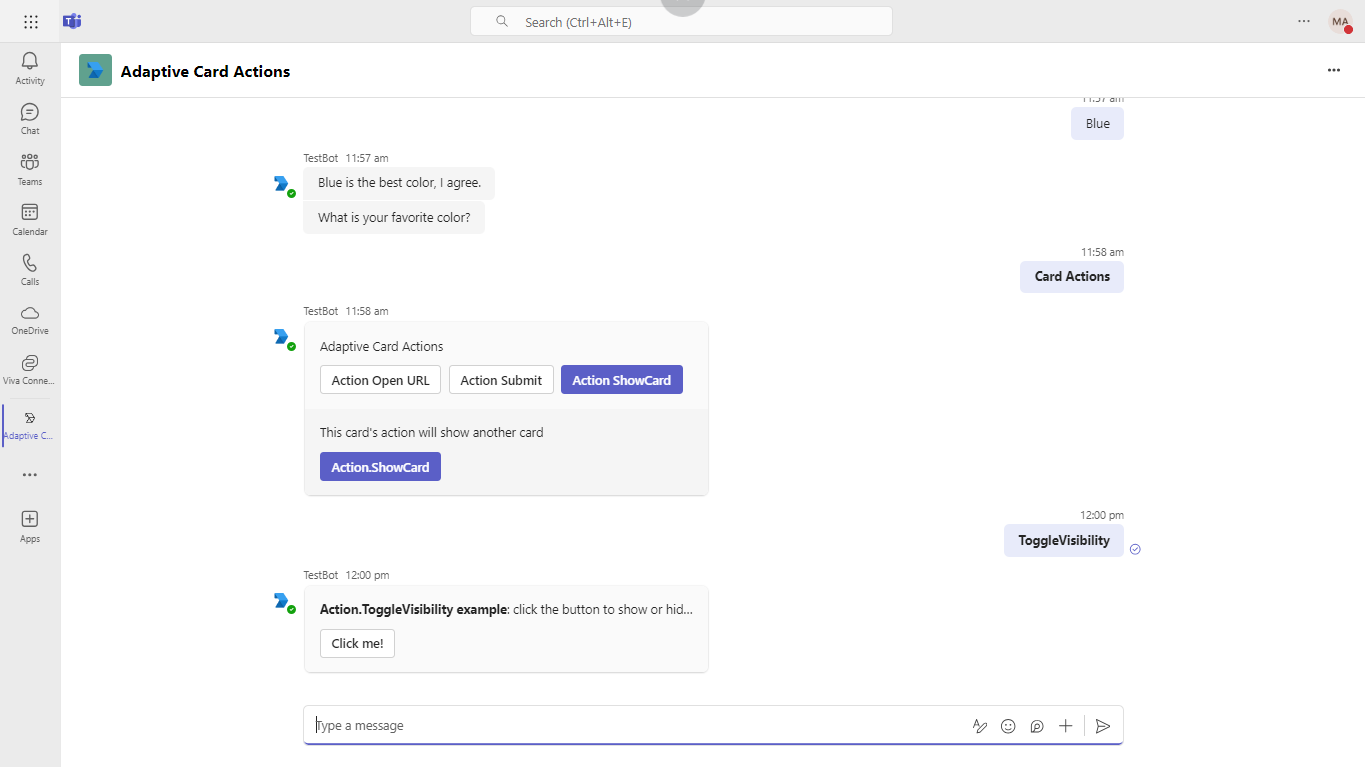 Search (Ctrl+Alt+E)
MA
Activity
Chat
Teams
Calendar
Calls
OneDrive
Viva Conne...
Adaptive C...
Apps
Adaptive Card Actions
11:57 am
Blue
TestBot 11:57 am
Blue is the best color, I agree.
What is your favorite color?
11:58 am
Card Actions
TestBot 11:58 am
Adaptive Card Actions
Action Open URL Action Submit Action ShowCard
This card's action will show another card
Action.ShowCard
12:00 pm
ToggleVisibility
TestBot 12:00 pm
Action.ToggleVisibility example: click the button to show or hid...
Click me!
Type a message